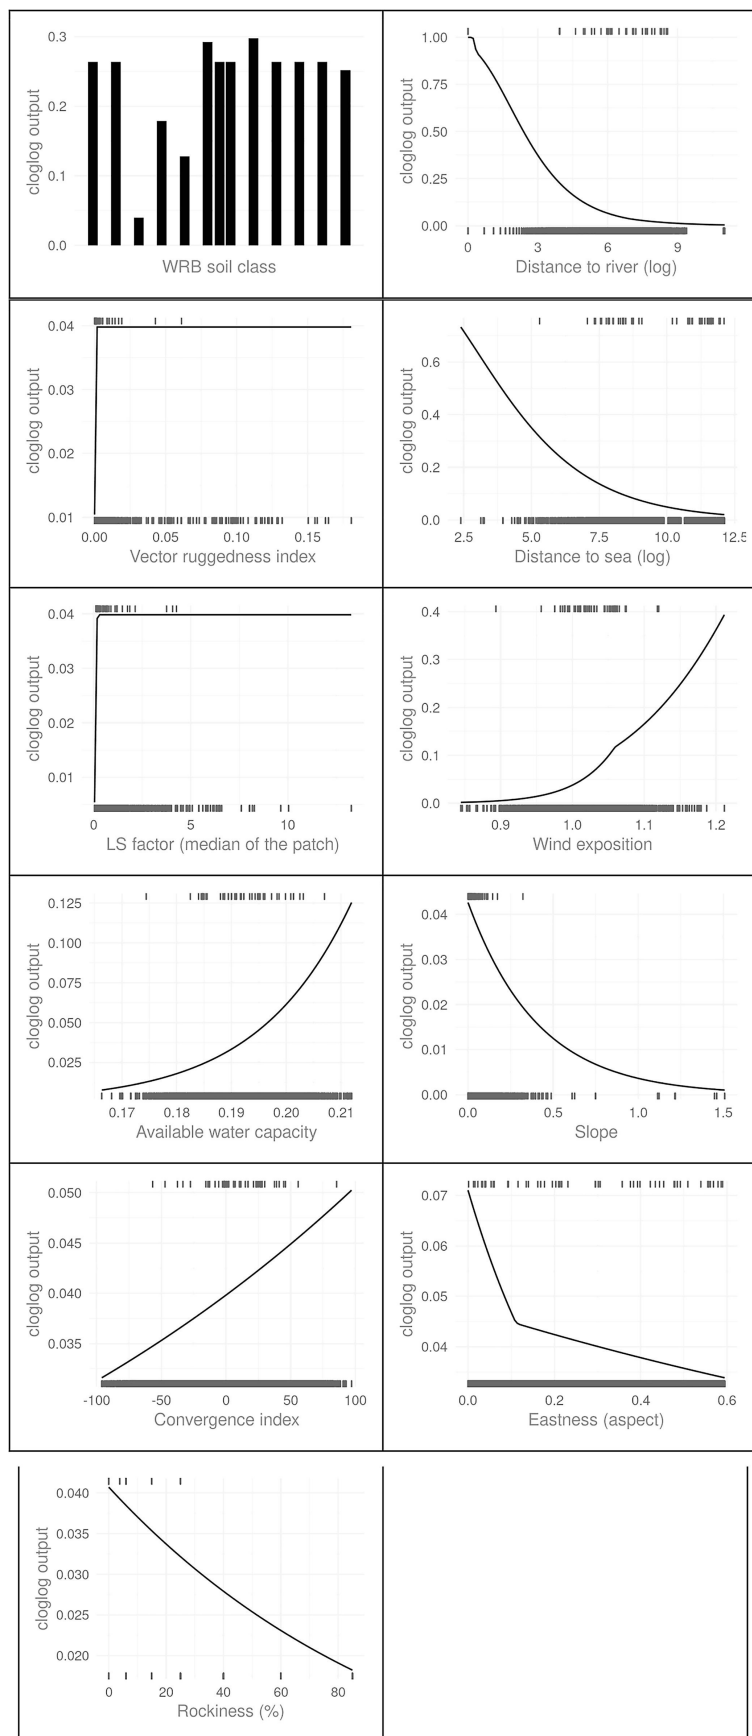 cloglog output
0.3
0.2
0.1
0.0
WRB soil class
cloglog output
1.00
0.75
0.50
0.25
0.00
0 3 6 9
Distance to river (log)
cloglog output
0.04
0.03
0.02
0.01
0.00 0.05 0.10 0.15
Vector ruggedness index
cloglog output
0.6
0.4
0.2
0.0
2.5 5.0 7.5 10.0 12.5
Distance to sea (log)
cloglog output
0.04
0.03
0.02
0.01
0 5 10
LS factor (median of the patch)
cloglog output
0.4
0.3
0.2
0.1
0.0
0.9 1.0 1.1 1.2
Wind exposition
cloglog output
0.125
0.100
0.075
0.050
0.025
0.17 0.18 0.19 0.20 0.21
Available water capacity
cloglog output
0.04
0.03
0.02
0.01
0.00
0.0 0.5 1.0 1.5
Slope
cloglog output
0.050
0.045
0.040
0.035
-100 -50 0 50 100
Convergence index
cloglog output
0.07
0.06
0.05
0.04
0.0 0.2 0.4 0.6
Eastness (aspect)
cloglog output
0.040
0.035
0.030
0.025
0.020
0 20 40 60 80
Rockiness (%)